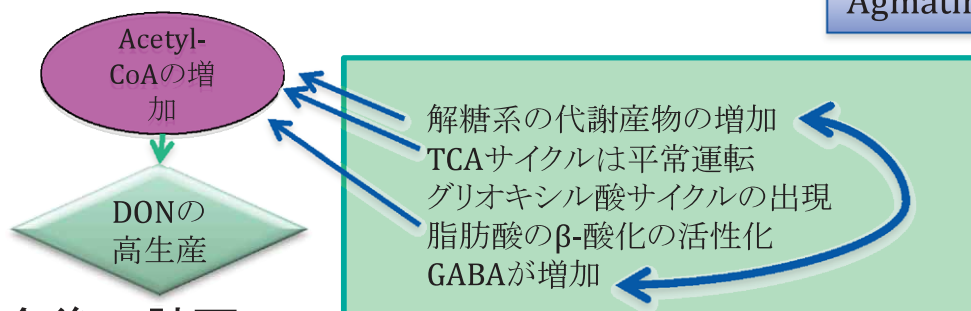 Agmatin
Acetyl-
CoAの増
加
解糖系の代謝産物の増加
TCAサイクルは平常運転
グリオキシル酸サイクルの出現
脂肪酸のβ-酸化の活性化
GABAが増加
DONの
高生産